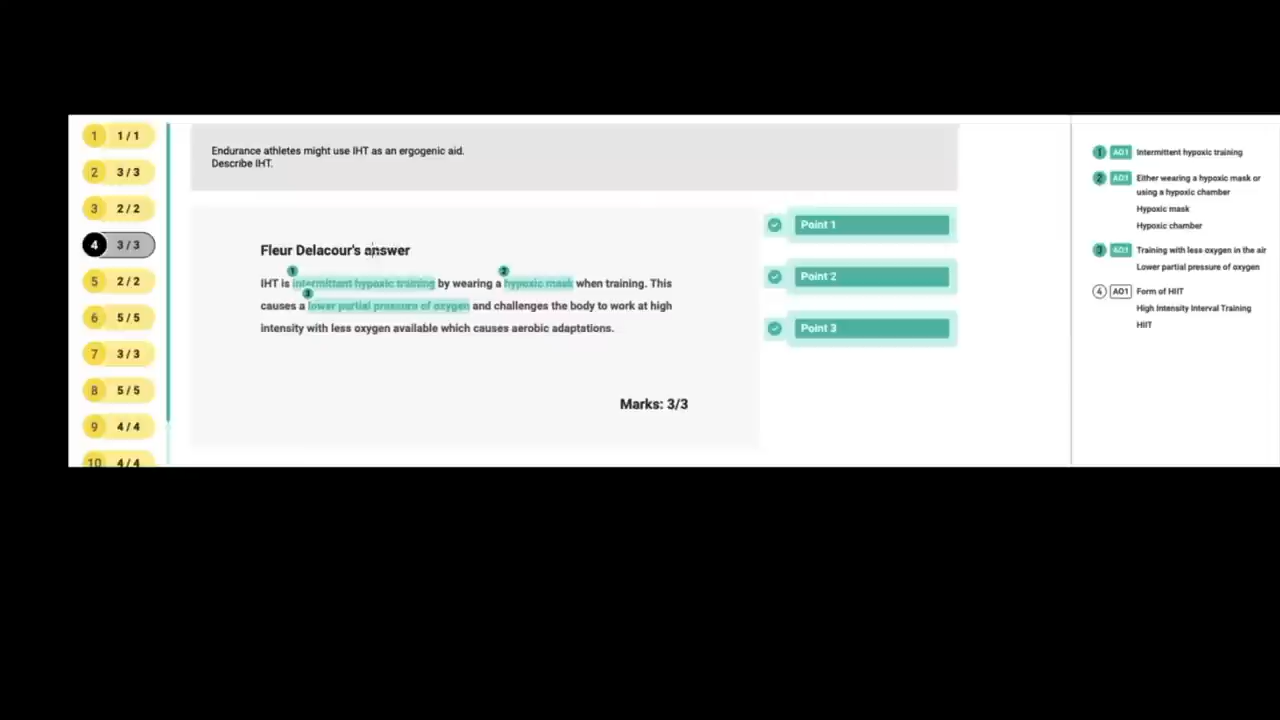 1 1 / 1
2 3 / 3
3 2 / 2
4 3 / 3
5 2 / 2
6 5 / 5
7 3 / 3
8 5 / 5
9 4 / 4
10 4 / 4
Endurance athletes might use IHT as an ergogenic aid.
Describe IHT.
Fleur Delacour's answer
1 2
IHT is intermittent hypoxic training by wearing a hypoxic mask when training. This
3
causes a lower partial pressure of oxygen and challenges the body to work at high
intensity with less oxygen available which causes aerobic adaptations.
Marks: 3/3
Point 1
Point 2
Point 3
1 AO1 Intermittent hypoxic training
2 AO1 Either wearing a hypoxic mask or
using a hypoxic chamber
Hypoxic mask
Hypoxic chamber
3 AO1 Training with less oxygen in the air
Lower partial pressure of oxygen
4 AO1 Form of HIIT
High Intensity Interval Training
HIIT